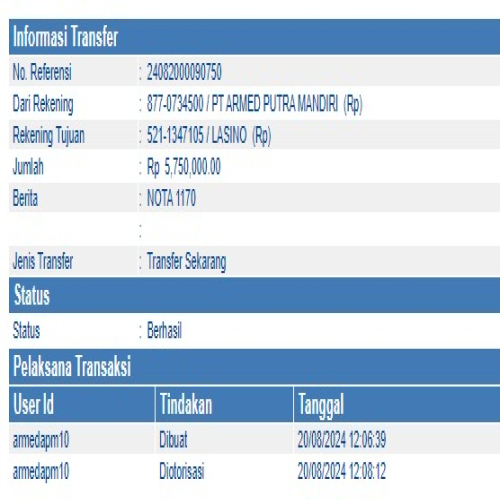 Informasi Transfer
No. Referensi : 24082000090750
Dari Rekening : 877-0734500 / PT ARMED PUTRA MANDIRI (Rp)
Rekening Tujuan : 521-1347105 / LASINO (Rp)
Jumlah : Rp 5,750,000.00
Berita : NOTA 1170
:
Jenis Transfer : Transfer Sekarang
Status
Status : Berhasil
Pelaksana Transaksi
User Id Tindakan Tanggal
armedapm10 Dibuat 20/08/2024 12:06:39
armedapm10 Diotorisasi 20/08/2024 12:08:12